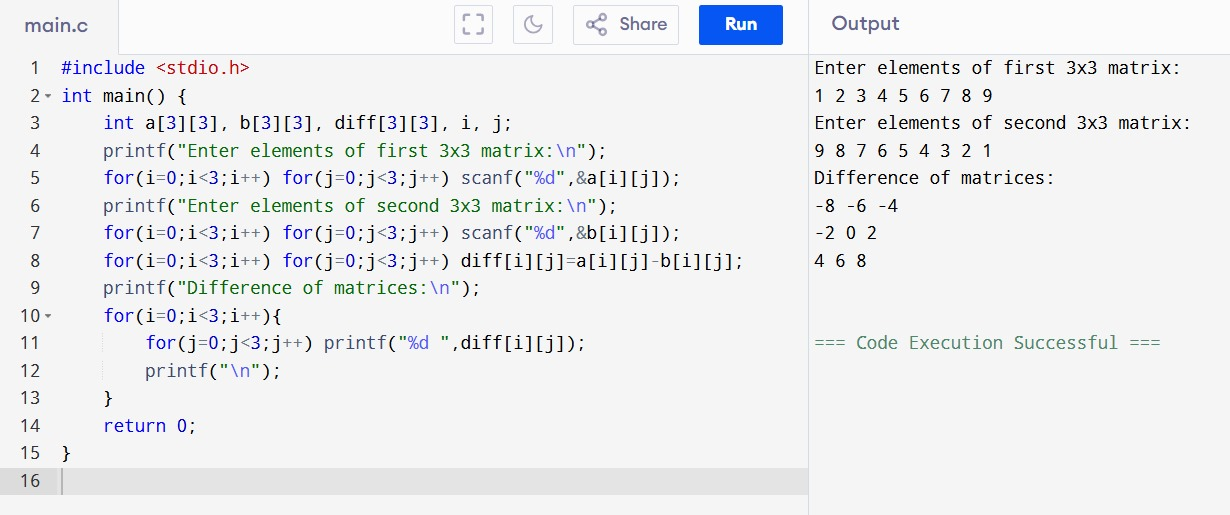 main.c
Share
Run
Output
1 #include <stdio.h>
2 int main() {
3     int a[3][3], b[3][3], diff[3][3], i, j;
4     printf("Enter elements of first 3x3 matrix:\n");
5     for(i=0;i<3;i++) for(j=0;j<3;j++) scanf("%d",&a[i][j]);
6     printf("Enter elements of second 3x3 matrix:\n");
7     for(i=0;i<3;i++) for(j=0;j<3;j++) scanf("%d",&b[i][j]);
8     for(i=0;i<3;i++) for(j=0;j<3;j++) diff[i][j]=a[i][j]-b[i][j];
9     printf("Difference of matrices:\n");
10     for(i=0;i<3;i++){
11         for(j=0;j<3;j++) printf("%d ",diff[i][j]);
12         printf("\n");
13     }
14     return 0;
15 }
16
Enter elements of first 3x3 matrix:
1 2 3 4 5 6 7 8 9
Enter elements of second 3x3 matrix:
9 8 7 6 5 4 3 2 1
Difference of matrices:
-8 -6 -4
-2 0 2
4 6 8
=== Code Execution Successful ===